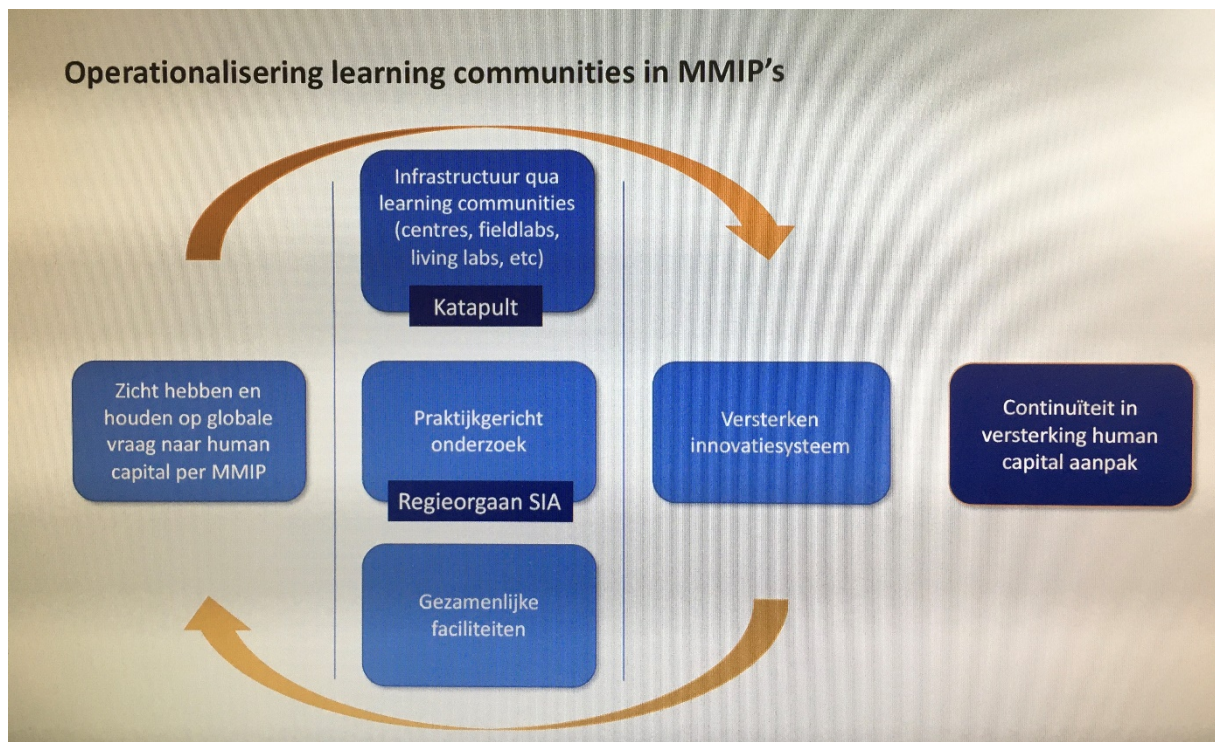 Operationalisering learning communities in MMIP's
Infrastructuur qua
learning communities
(centres, fieldlabs,
living labs, etc)
Katapult
Zicht hebben en
houden op globale
vraag naar human
capital per MMIP
Praktijkgericht
onderzoek
Regieorgaan SIA
Versterken
innovatiesysteem
Continuïteit in
versterking human
capital aanpak
Gezamenlijke
faciliteiten